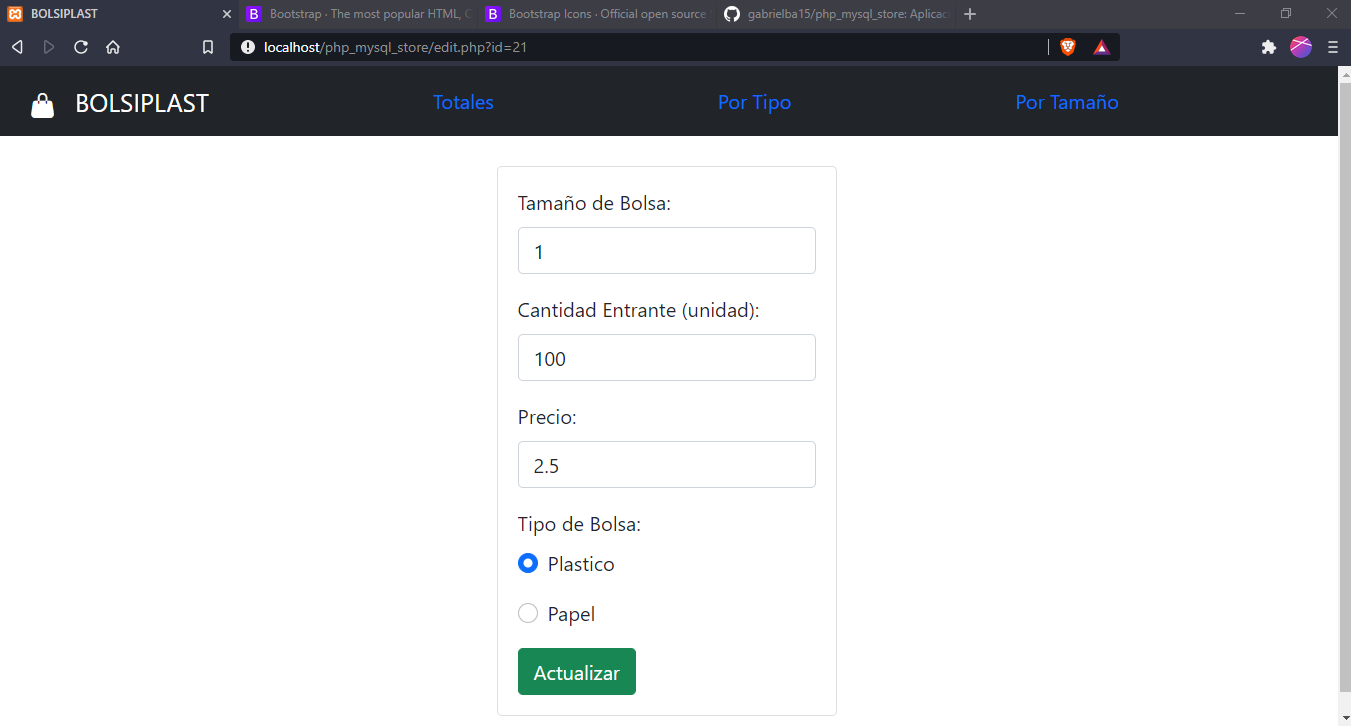 BOLSIPLAST
Bootstrap · The most popular HTML, C
Bootstrap Icons · Official open source
gabrielba15/php_mysql_store: Aplicac
localhost/php_mysql_store/edit.php?id=21
BOLSIPLAST
Totales
Por Tipo
Por Tamaño
Tamaño de Bolsa:
1
Cantidad Entrante (unidad):
100
Precio:
2.5
Tipo de Bolsa:
Plastico
Papel
Actualizar